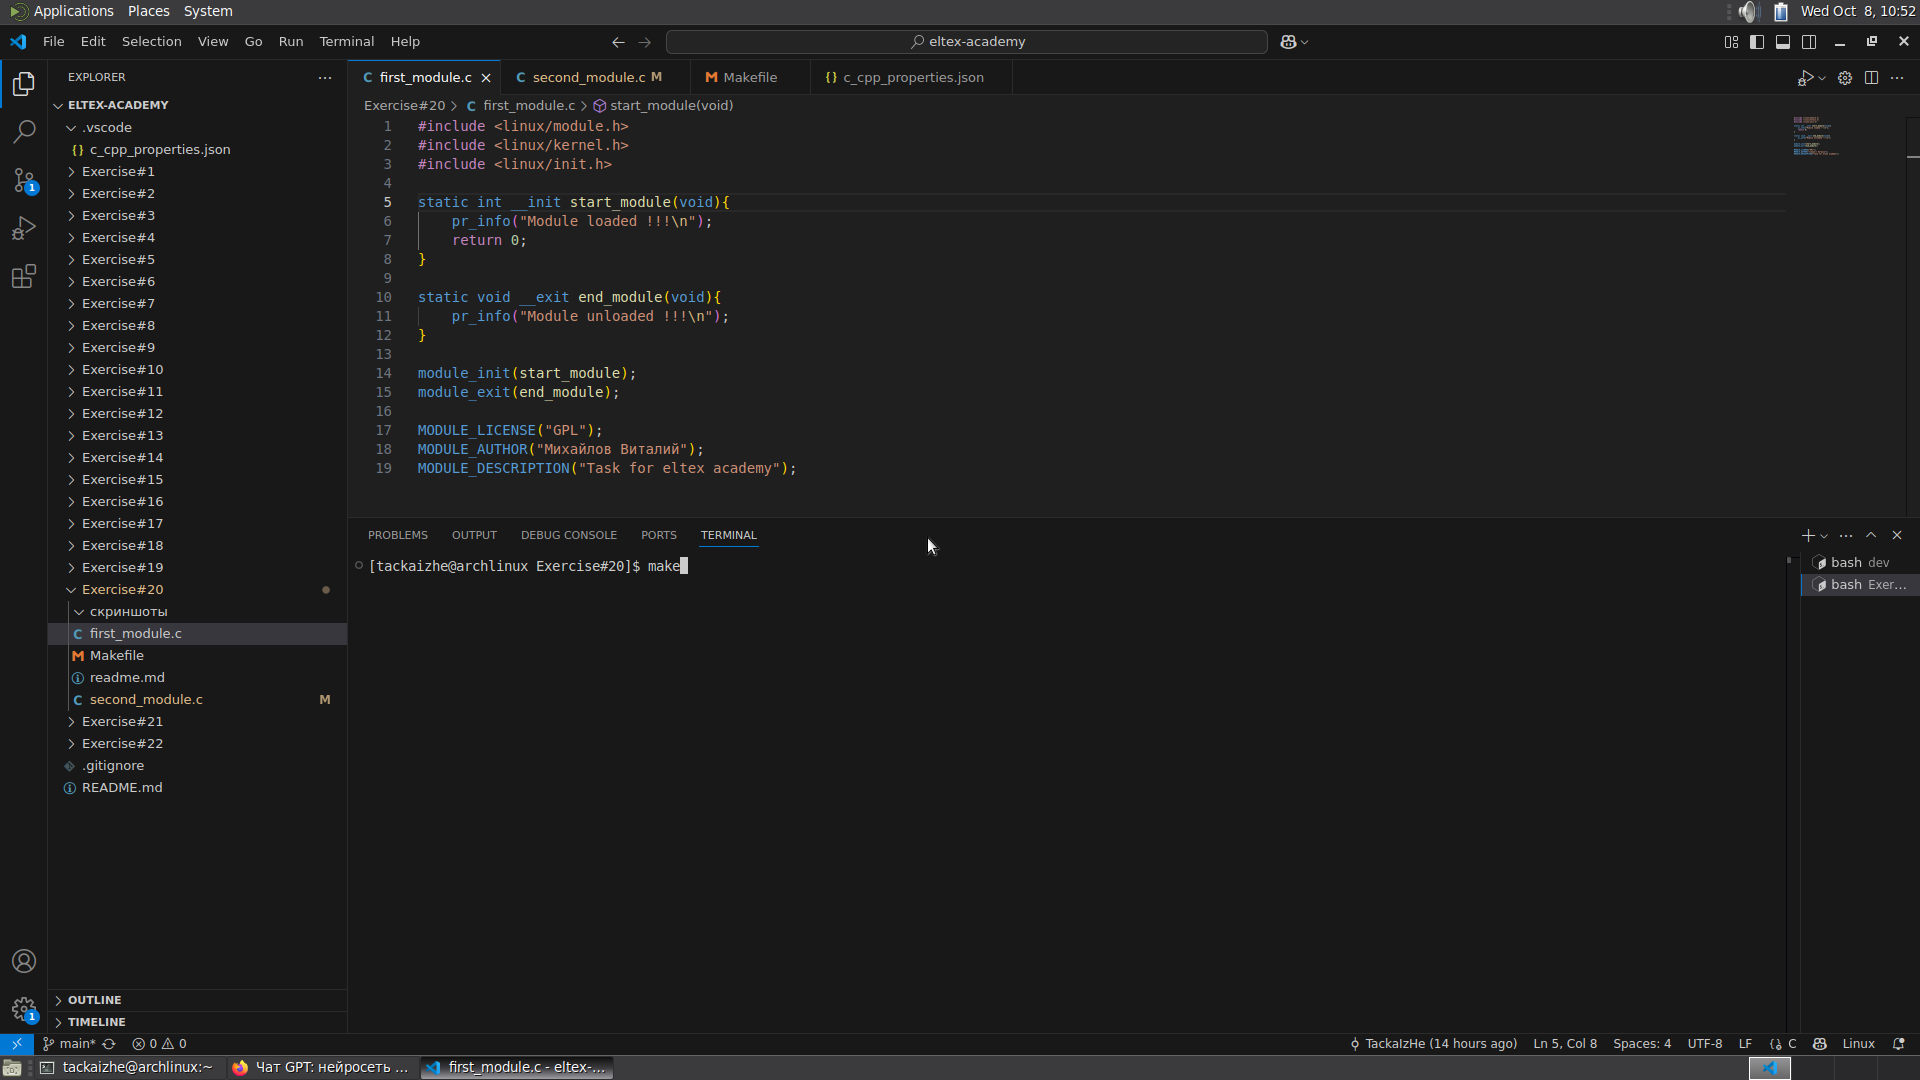 Applications Places System
Wed Oct 8, 10:52
File Edit Selection View Go Run Terminal Help
eltex-academy
EXPLORER
first_module.c
second_module.c M
Makefile
c_cpp_properties.json
Exercise#20 > first_module.c > start_module(void)
ELTEX-ACADEMY
.vscode
c_cpp_properties.json
Exercise#1
Exercise#2
Exercise#3
Exercise#4
Exercise#5
Exercise#6
Exercise#7
Exercise#8
Exercise#9
Exercise#10
Exercise#11
Exercise#12
Exercise#13
Exercise#14
Exercise#15
Exercise#16
Exercise#17
Exercise#18
Exercise#19
Exercise#20
скриншоты
first_module.c
Makefile
readme.md
second_module.c M
Exercise#21
Exercise#22
.gitignore
README.md
OUTLINE
TIMELINE
1
1
1 #include <linux/module.h>
2 #include <linux/kernel.h>
3 #include <linux/init.h>
4
5 static int __init start_module(void){
6 pr_info("Module loaded !!!\n");
7 return 0;
8 }
9
10 static void __exit end_module(void){
11 pr_info("Module unloaded !!!\n");
12 }
13
14 module_init(start_module);
15 module_exit(end_module);
16
17 MODULE_LICENSE("GPL");
18 MODULE_AUTHOR("Михайлов Виталий");
19 MODULE_DESCRIPTION("Task for eltex academy");
PROBLEMS OUTPUT DEBUG CONSOLE PORTS TERMINAL
[tackaizhe@archlinux Exercise#20]$ make
bash dev
bash Exer...
main* 0 0
TackaIzHe (14 hours ago) Ln 5, Col 8 Spaces: 4 UTF-8 LF C Linux
tackaizhe@archlinux:~
Чат GPT: нейросеть ...
first_module.c - eltex-...